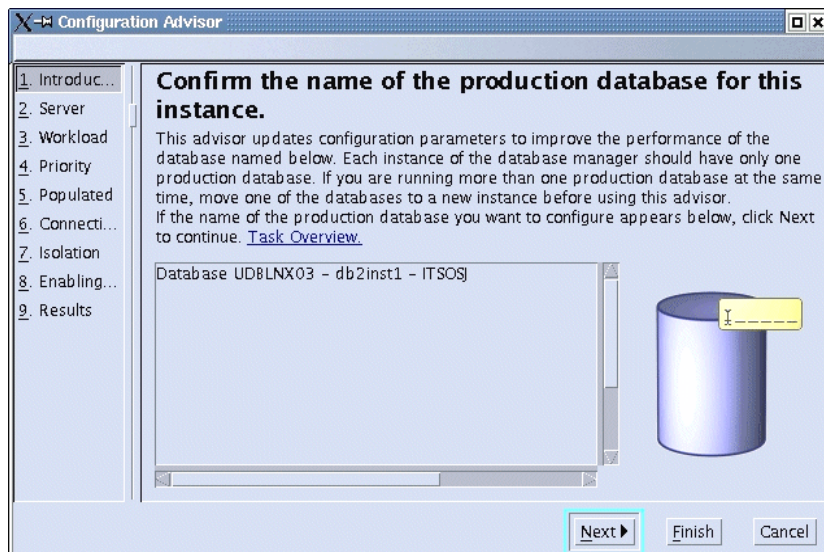 Configuration Advisor
1. Introduc...
2. Server
3. Workload
4. Priority
5. Populated
6. Connecti...
7. Isolation
8. Enabling...
9. Results
Confirm the name of the production database for this
instance.
This advisor updates configuration parameters to improve the performance of the
database named below. Each instance of the database manager should have only one
production database. If you are running more than one production database at the same
time, move one of the databases to a new instance before using this advisor.
If the name of the production database you want to configure appears below, click Next
to continue. Task Overview.
Database UDBLNX03 - db2inst1 - ITSOSJ
Next
Finish
Cancel